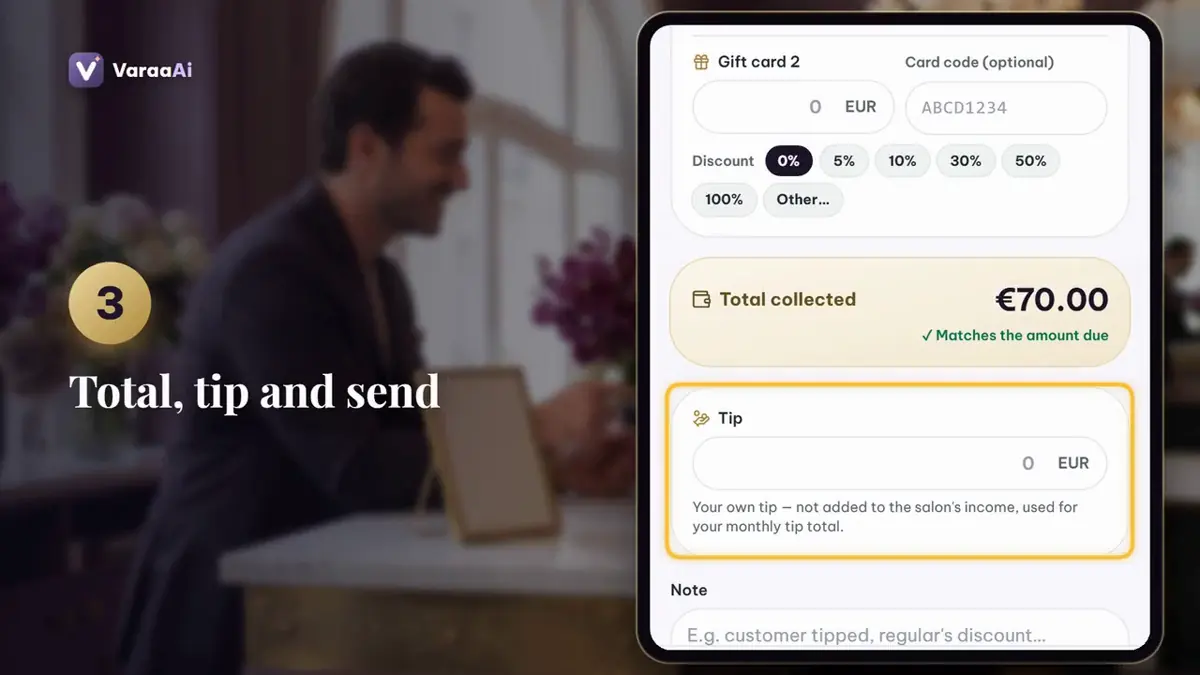 VaraaAi
3
Total, tip and send
Gift card 2
Card code (optional)
0 EUR
ABCD1234
Discount 0% 5% 10% 30% 50%
100% Other...
Total collected
€70.00
✓ Matches the amount due
Tip
0 EUR
Your own tip — not added to the salon's income, used for
your monthly tip total.
Note
E.g. customer tipped, regular's discount...